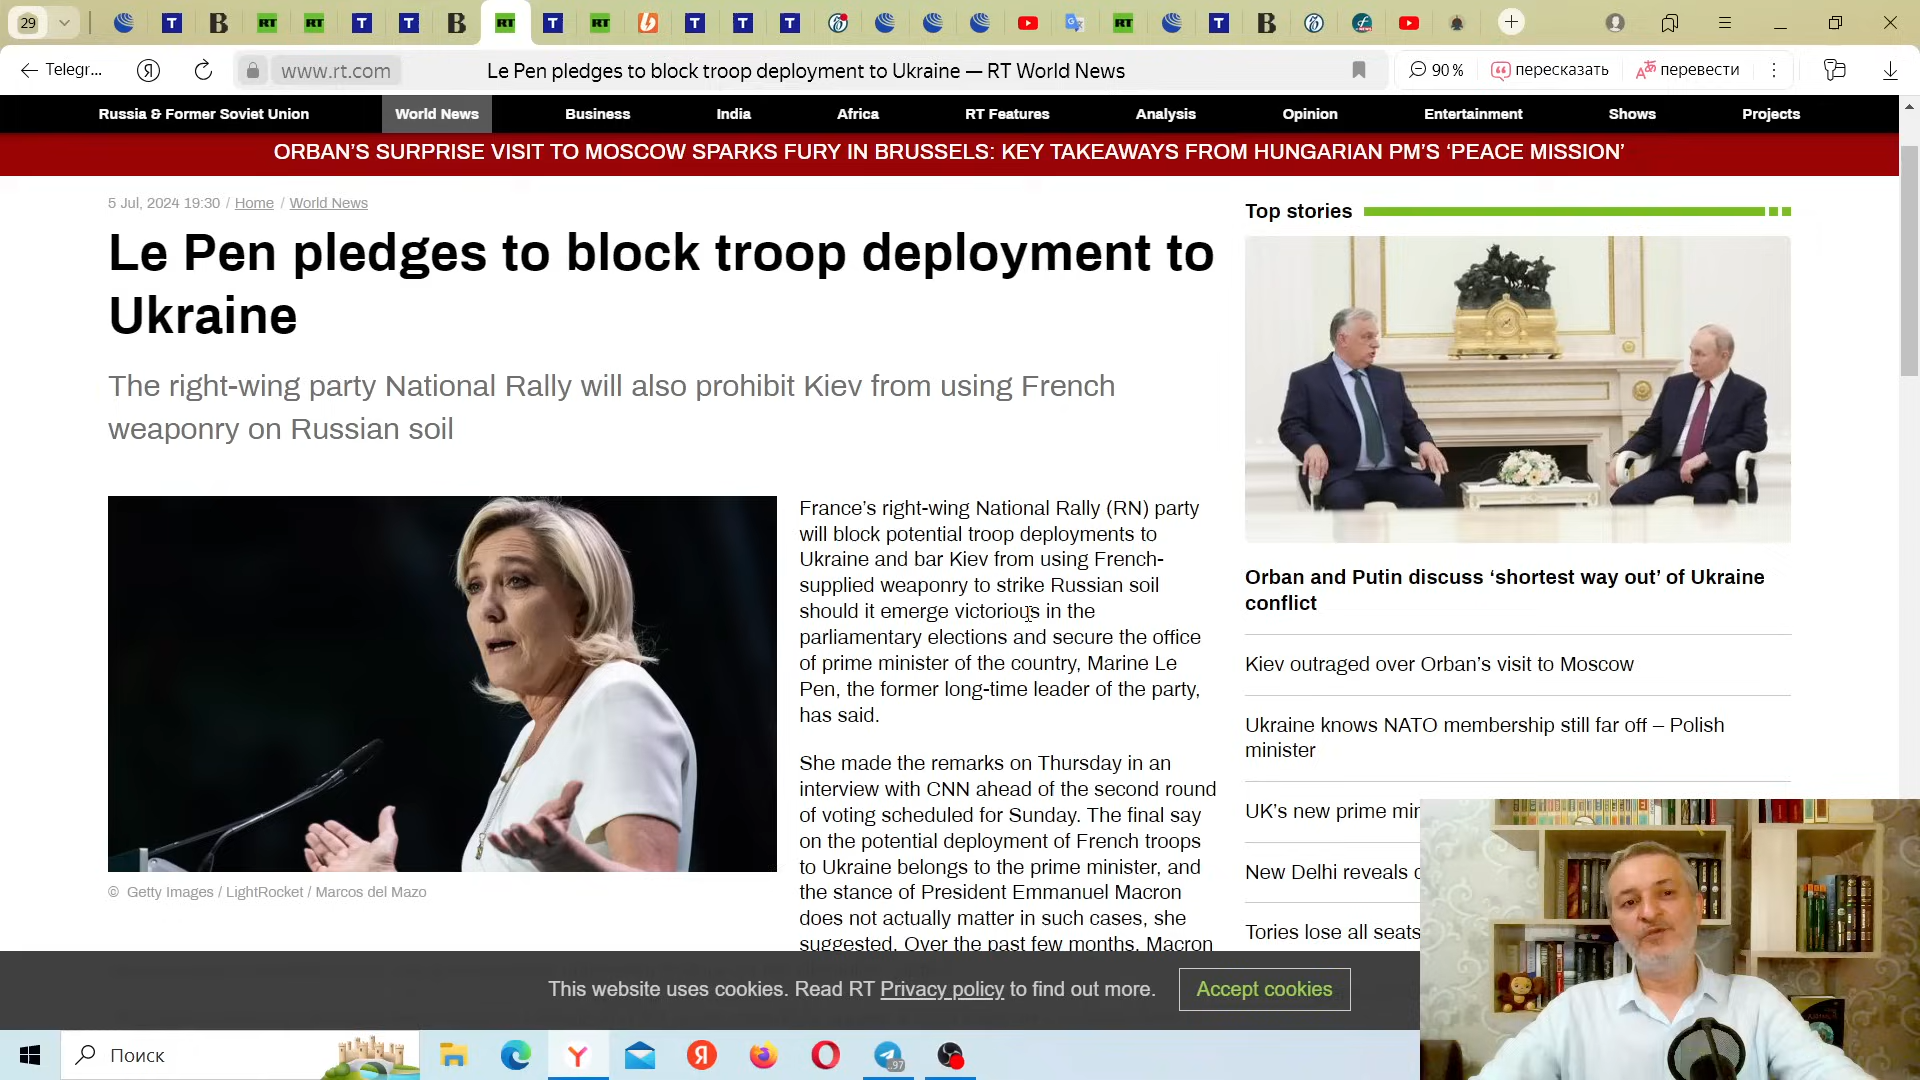 29
T
B
RT
RT
T
T
B
RT
T
RT
T
T
T
RT
T
B
Telegr...
www.rt.com
Le Pen pledges to block troop deployment to Ukraine — RT World News
90 %
пересказать
перевести
Russia & Former Soviet Union
World News
Business
India
Africa
RT Features
Analysis
Opinion
Entertainment
Shows
Projects
ORBAN’S SURPRISE VISIT TO MOSCOW SPARKS FURY IN BRUSSELS: KEY TAKEAWAYS FROM HUNGARIAN PM’S ‘PEACE MISSION’
5 Jul, 2024 19:30 / Home / World News
Le Pen pledges to block troop deployment to
Ukraine
The right-wing party National Rally will also prohibit Kiev from using French
weaponry on Russian soil
© Getty Images / LightRocket / Marcos del Mazo
France’s right-wing National Rally (RN) party
will block potential troop deployments to
Ukraine and bar Kiev from using French-
supplied weaponry to strike Russian soil
should it emerge victorious in the
parliamentary elections and secure the office
of prime minister of the country, Marine Le
Pen, the former long-time leader of the party,
has said.
She made the remarks on Thursday in an
interview with CNN ahead of the second round
of voting scheduled for Sunday. The final say
on the potential deployment of French troops
to Ukraine belongs to the prime minister, and
the stance of President Emmanuel Macron
does not actually matter in such cases, she
suggested. Over the past few months, Macron
Top stories
Orban and Putin discuss ‘shortest way out’ of Ukraine
conflict
Kiev outraged over Orban’s visit to Moscow
Ukraine knows NATO membership still far off – Polish
minister
UK’s new prime mi
New Delhi reveals
Tories lose all seats
This website uses cookies. Read RT Privacy policy to find out more.
Accept cookies
Поиск
97